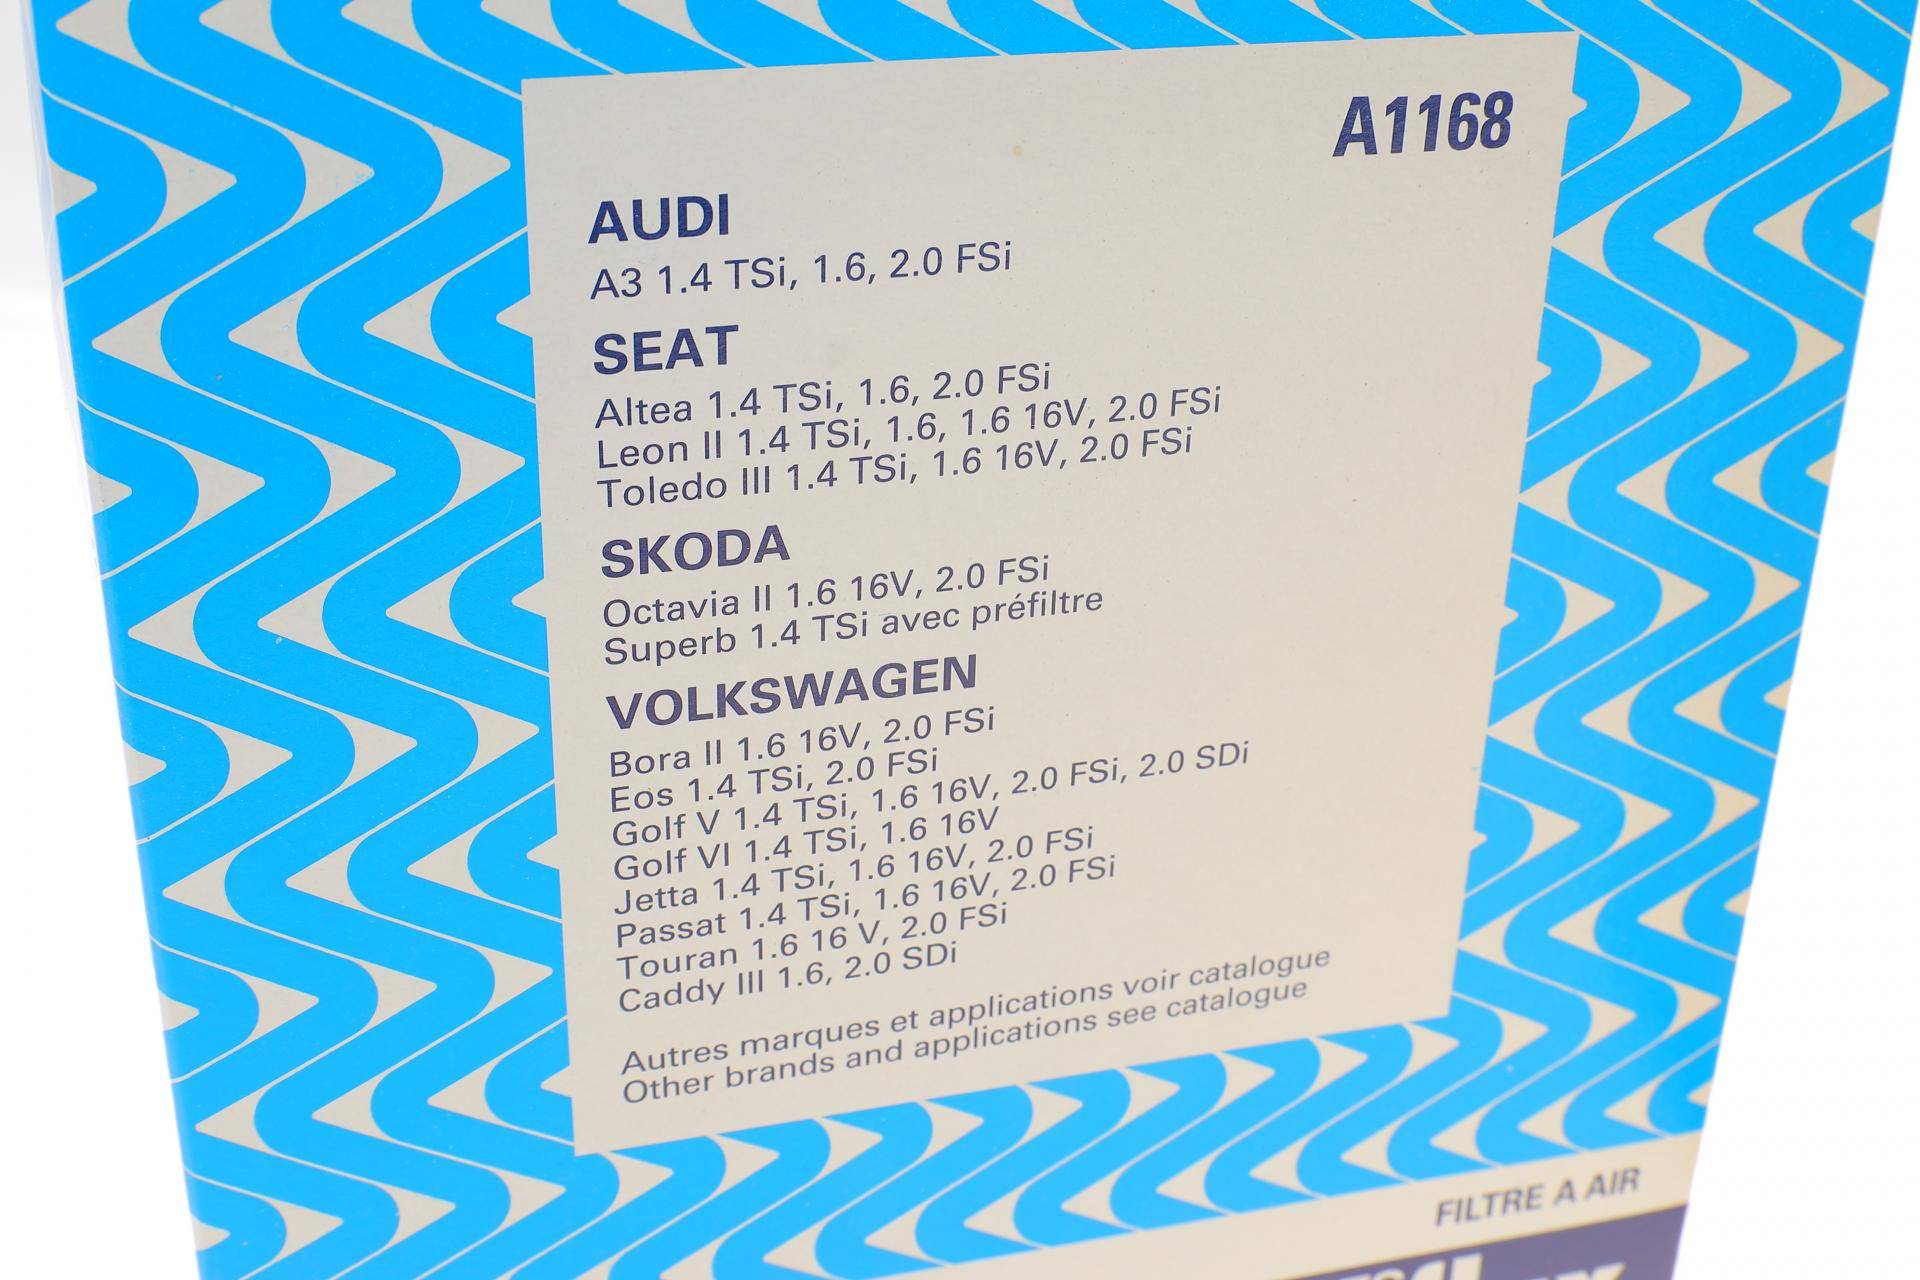 A1168
AUDI
A3 1.4 TSi, 1.6, 2.0 FSi
SEAT
Altea 1.4 TSi, 1.6, 2.0 FSi
Leon II 1.4 TSi, 1.6, 1.6 16V, 2.0 FSi
Toledo III 1.4 TSi, 1.6 16V, 2.0 FSi
SKODA
Octavia II 1.6 16V, 2.0 FSi
Superb 1.4 TSi avec préfiltre
VOLKSWAGEN
Bora II 1.6 16V, 2.0 FSi
Eos 1.4 TSi, 2.0 FSi
Golf V 1.4 TSi, 1.6 16V, 2.0 FSi, 2.0 SDi
Golf VI 1.4 TSi, 1.6 16V
Jetta 1.4 TSi, 1.6 16V, 2.0 FSi
Passat 1.4 TSi, 1.6 16V, 2.0 FSi
Touran 1.6 16 V, 2.0 FSi
Caddy III 1.6, 2.0 SDi
Autres marques et applications voir catalogue
Other brands and applications see catalogue
FILTRE A AIR